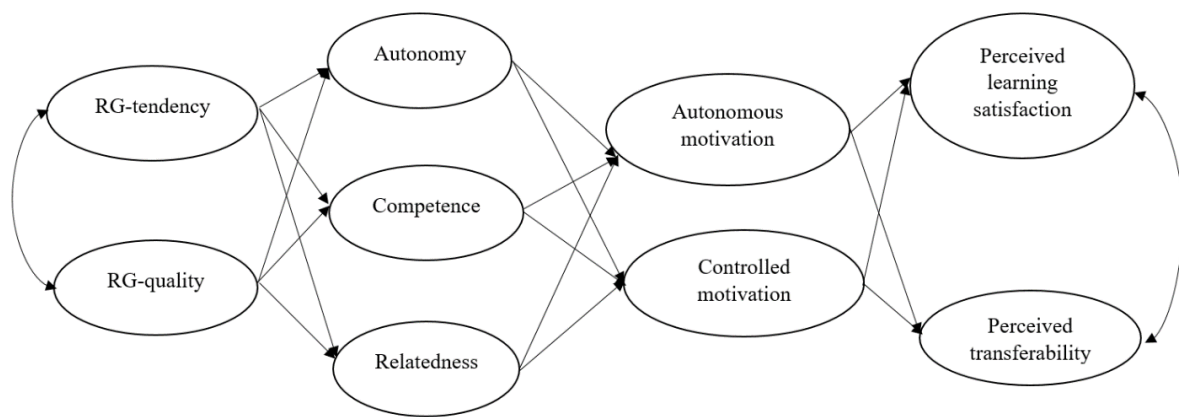 RG-tendency
RG-quality
Autonomy
Competence
Relatedness
Autonomous
motivation
Controlled
motivation
Perceived
learning
satisfaction
Perceived
transferability